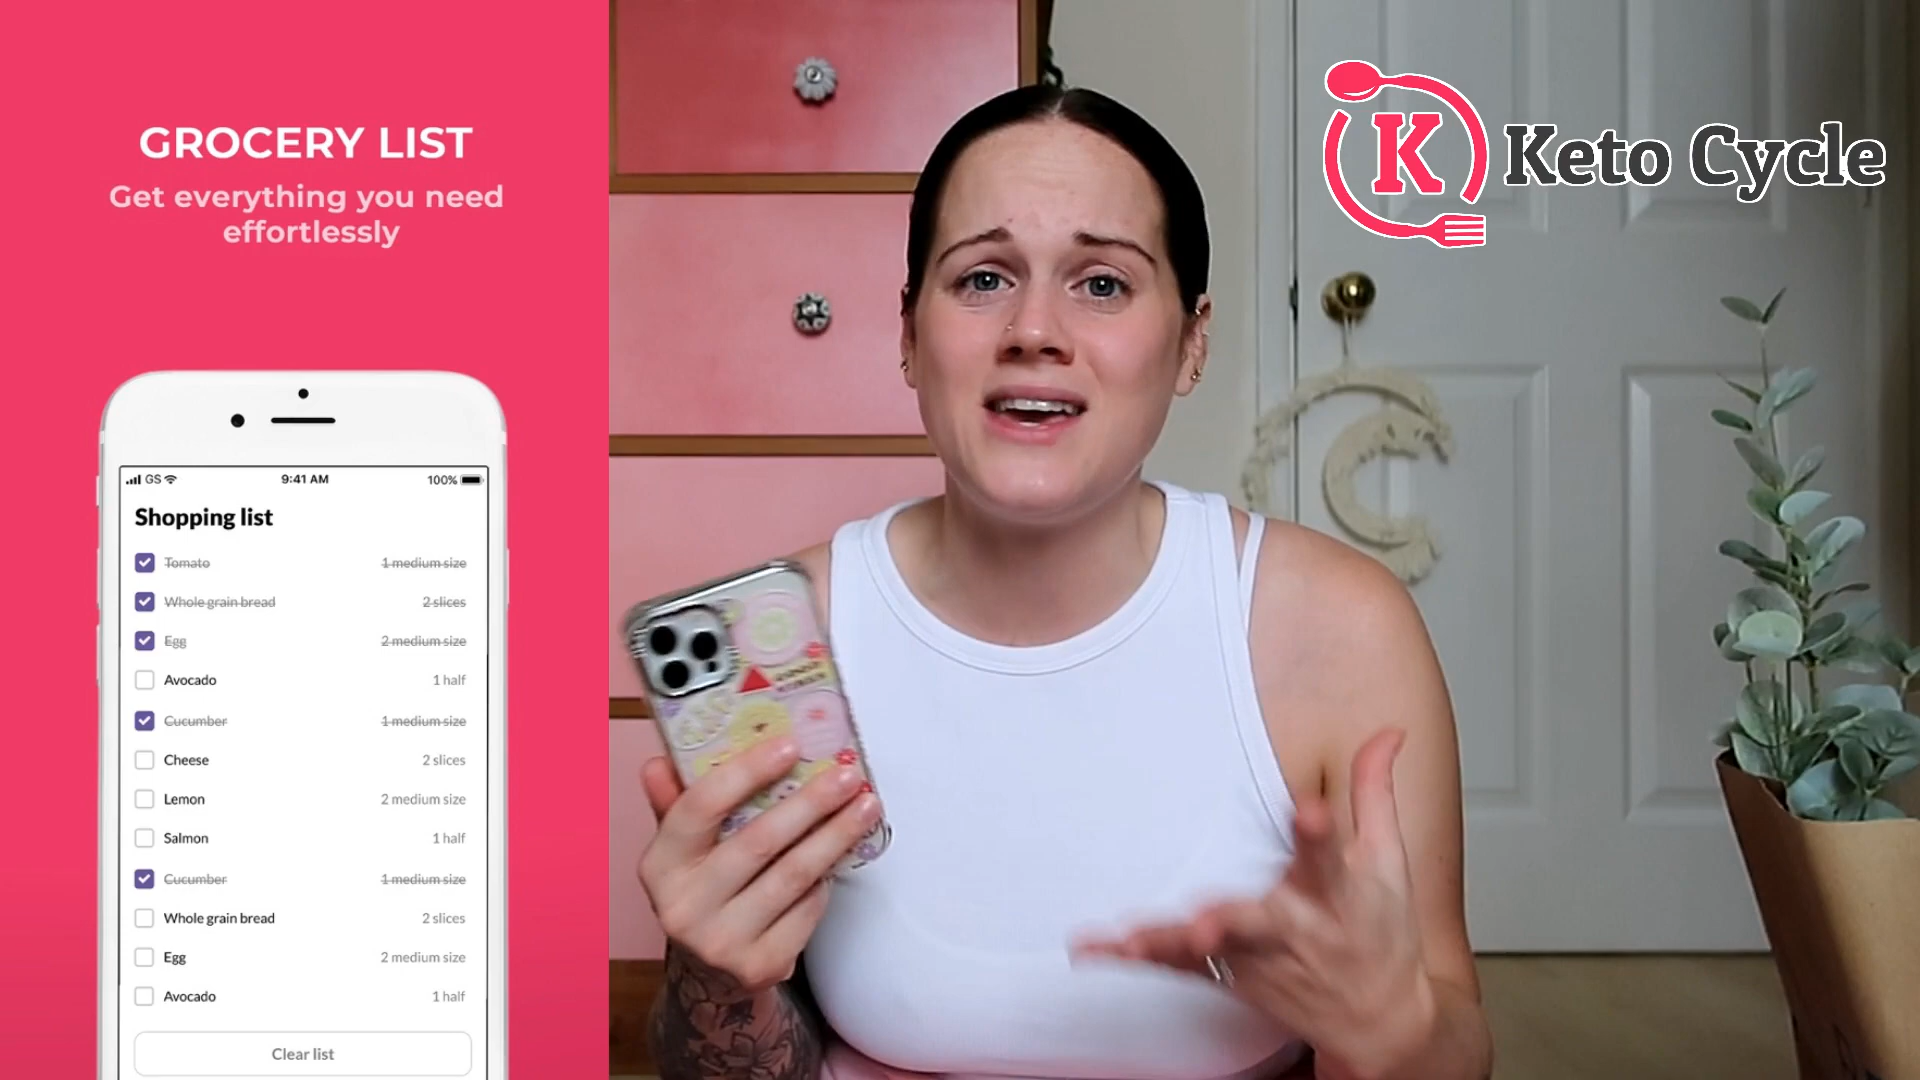 GROCERY LIST
Get everything you need
effortlessly
GS
9:41 AM
100%
Shopping list
Tomato 1 medium size
Whole grain bread 2 slices
Egg 2 medium size
Avocado 1 half
Cucumber 1 medium size
Cheese 2 slices
Lemon 2 medium size
Salmon 1 half
Cucumber 1 medium size
Whole grain bread 2 slices
Egg 2 medium size
Avocado 1 half
Clear list
K
Keto Cycle